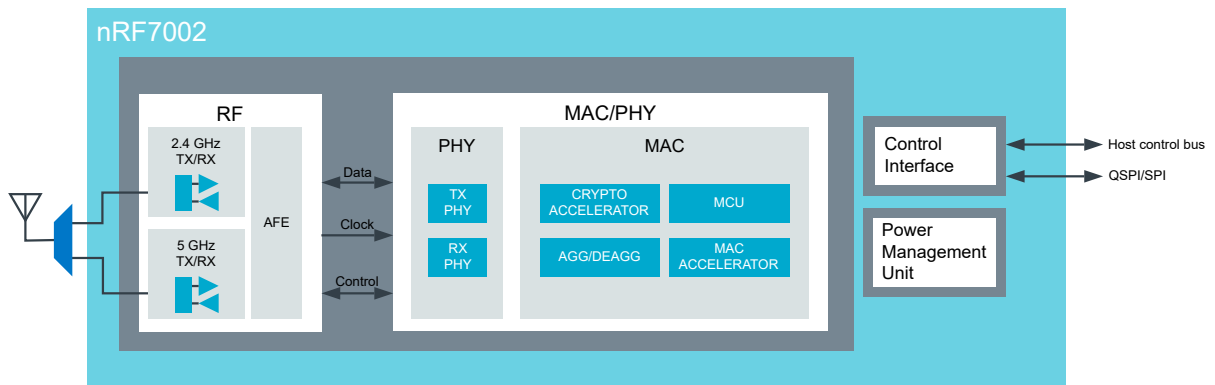 nRF7002
RF
2.4 GHz
TX/RX
5 GHz
TX/RX
AFE
Data
Clock
Control
MAC/PHY
PHY
TX
PHY
RX
PHY
MAC
CRYPTO
ACCELERATOR
MCU
AGG/DEAGG
MAC
ACCELERATOR
Control
Interface
Power
Management
Unit
Host control bus
QSPI/SPI